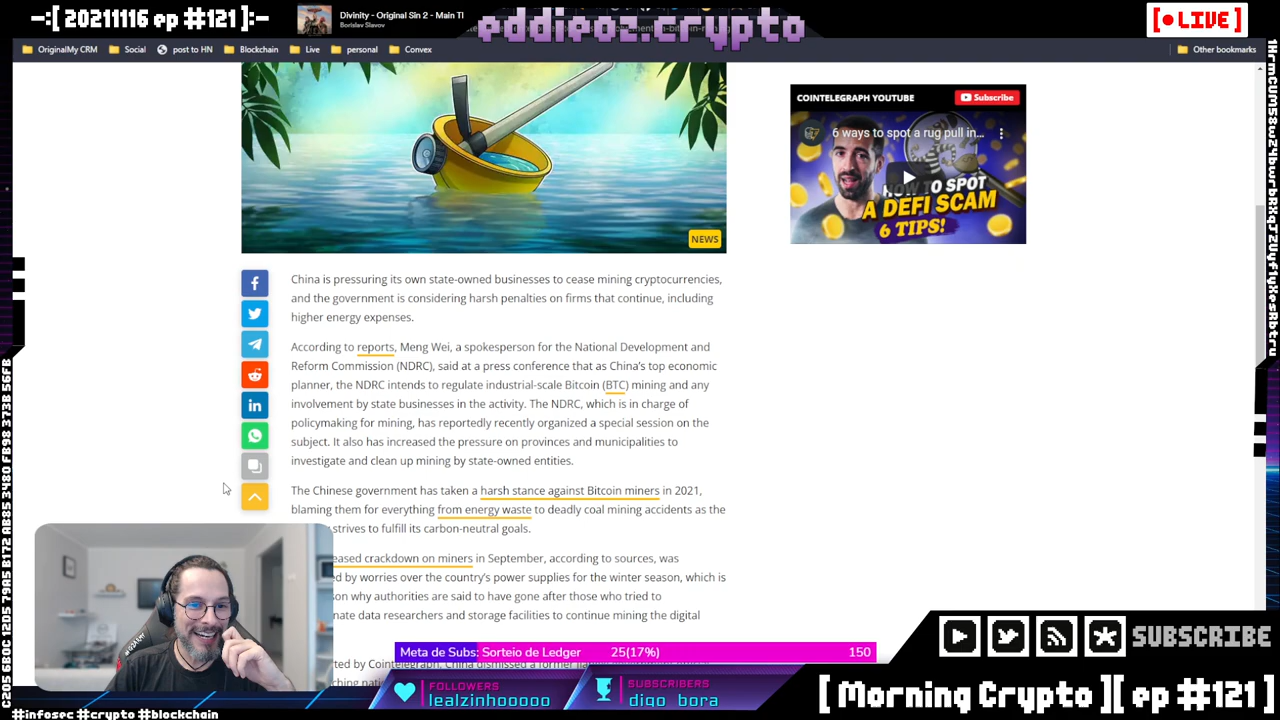 -:[ 20211116 ep #121 ]:-
Divinity - Original Sin 2 - Main Ti
Borislav Slavov
eddieoz.crypto
[ LIVE ]
OriginalMy CRM
Social
post to HN
Blockchain
Live
personal
Convex
Other bookmarks
COINTELEGRAPH YOUTUBE
Subscribe
6 ways to spot a rug pull in...
HOW TO SPOT
A DEFI SCAM
6 TIPS!
NEWS
China is pressuring its own state-owned businesses to cease mining cryptocurrencies,
and the government is considering harsh penalties on firms that continue, including
higher energy expenses.
According to reports, Meng Wei, a spokesperson for the National Development and
Reform Commission (NDRC), said at a press conference that as China's top economic
planner, the NDRC intends to regulate industrial-scale Bitcoin (BTC) mining and any
involvement by state businesses in the activity. The NDRC, which is in charge of
policymaking for mining, has reportedly recently organized a special session on the
subject. It also has increased the pressure on provinces and municipalities to
investigate and clean up mining by state-owned entities.
The Chinese government has taken a harsh stance against Bitcoin miners in 2021,
blaming them for everything from energy waste to deadly coal mining accidents as the
strives to fulfill its carbon-neutral goals.
eased crackdown on miners in September, according to sources, was
ed by worries over the country's power supplies for the winter season, which is
on why authorities are said to have gone after those who tried to
nate data researchers and storage facilities to continue mining the digital
Meta de Subs: Sorteio de Ledger 25(17%) 150
FOLLOWERS
lealzinhooooo
SUBSCRIBERS
digo_bora
SUBSCRIBE
[ Morning Crypto ][ ep #121 ]
#infosec #crypto #blockchain